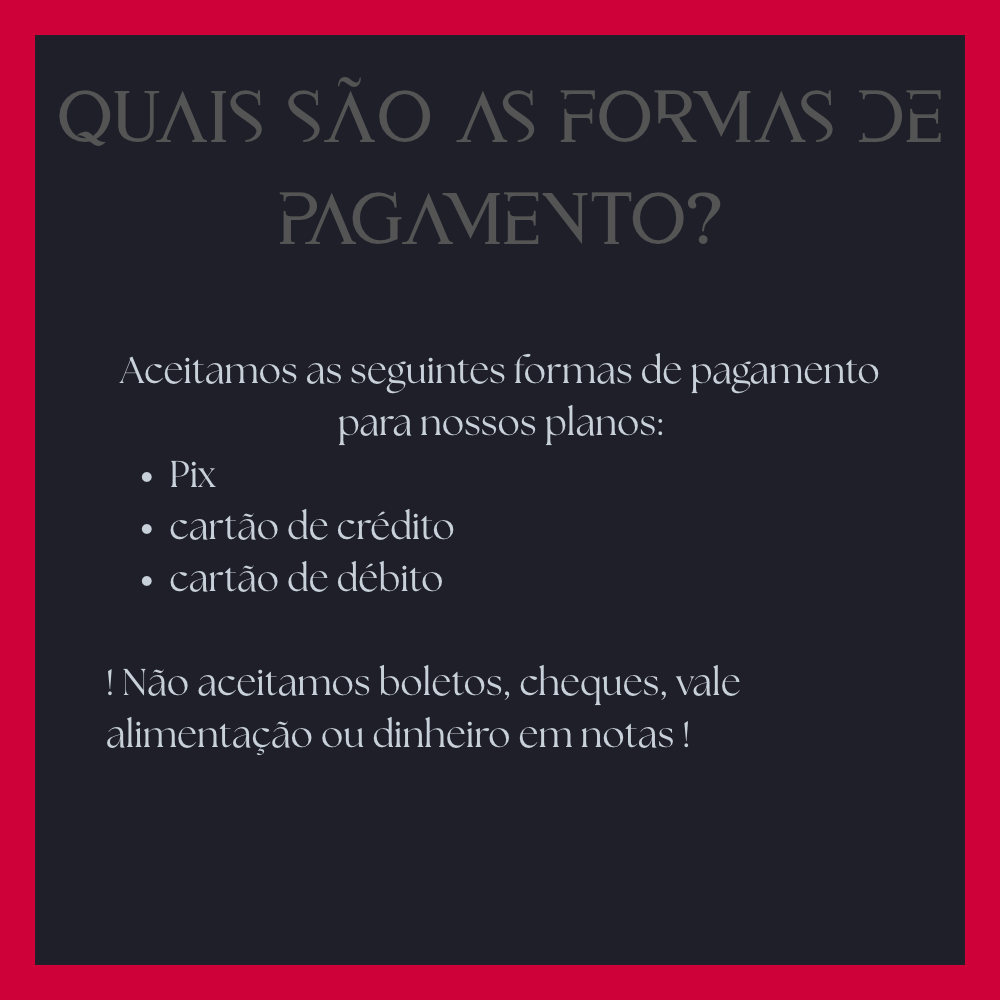 QUAIS SÃO AS FORMAS DE
PAGAMENTO?
Aceitamos as seguintes formas de pagamento
para nossos planos:
• Pix
• cartão de crédito
• cartão de débito
! Não aceitamos boletos, cheques, vale
alimentação ou dinheiro em notas !